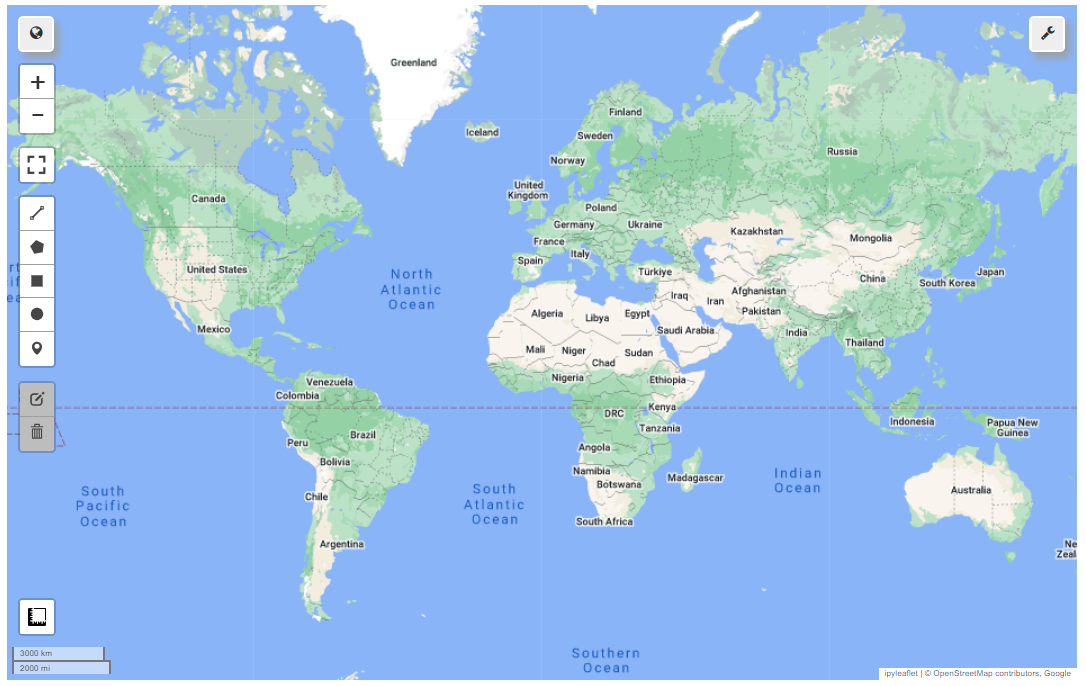 Greenland
Iceland
Finland
Sweden
Norway
Russia
United
Kingdom
Canada
Poland
Germany
Ukraine
France
Kazakhstan
Mongolia
Italy
Spain
United States
North
Atlantic
Ocean
Türkiye
China
Japan
South Korea
Iraq
Iran
Afghanistan
Pakistan
Algeria
Libya
Egypt
Saudi Arabia
Mexico
India
Thailand
Mali
Niger
Chad
Sudan
Venezuela
Nigeria
Ethiopia
Colombia
DRC
Kenya
Indonesia
Papua New
Guinea
Tanzania
Peru
Brazil
Angola
Bolivia
Namibia
Botswana
Madagascar
Indian
Ocean
South
Pacific
Ocean
Chile
South
Atlantic
Ocean
Australia
South Africa
Argentina
Ne
Zeal
+
−
3000 km
2000 mi
Southern
Ocean
ipyleaflet | © OpenStreetMap contributors, Google